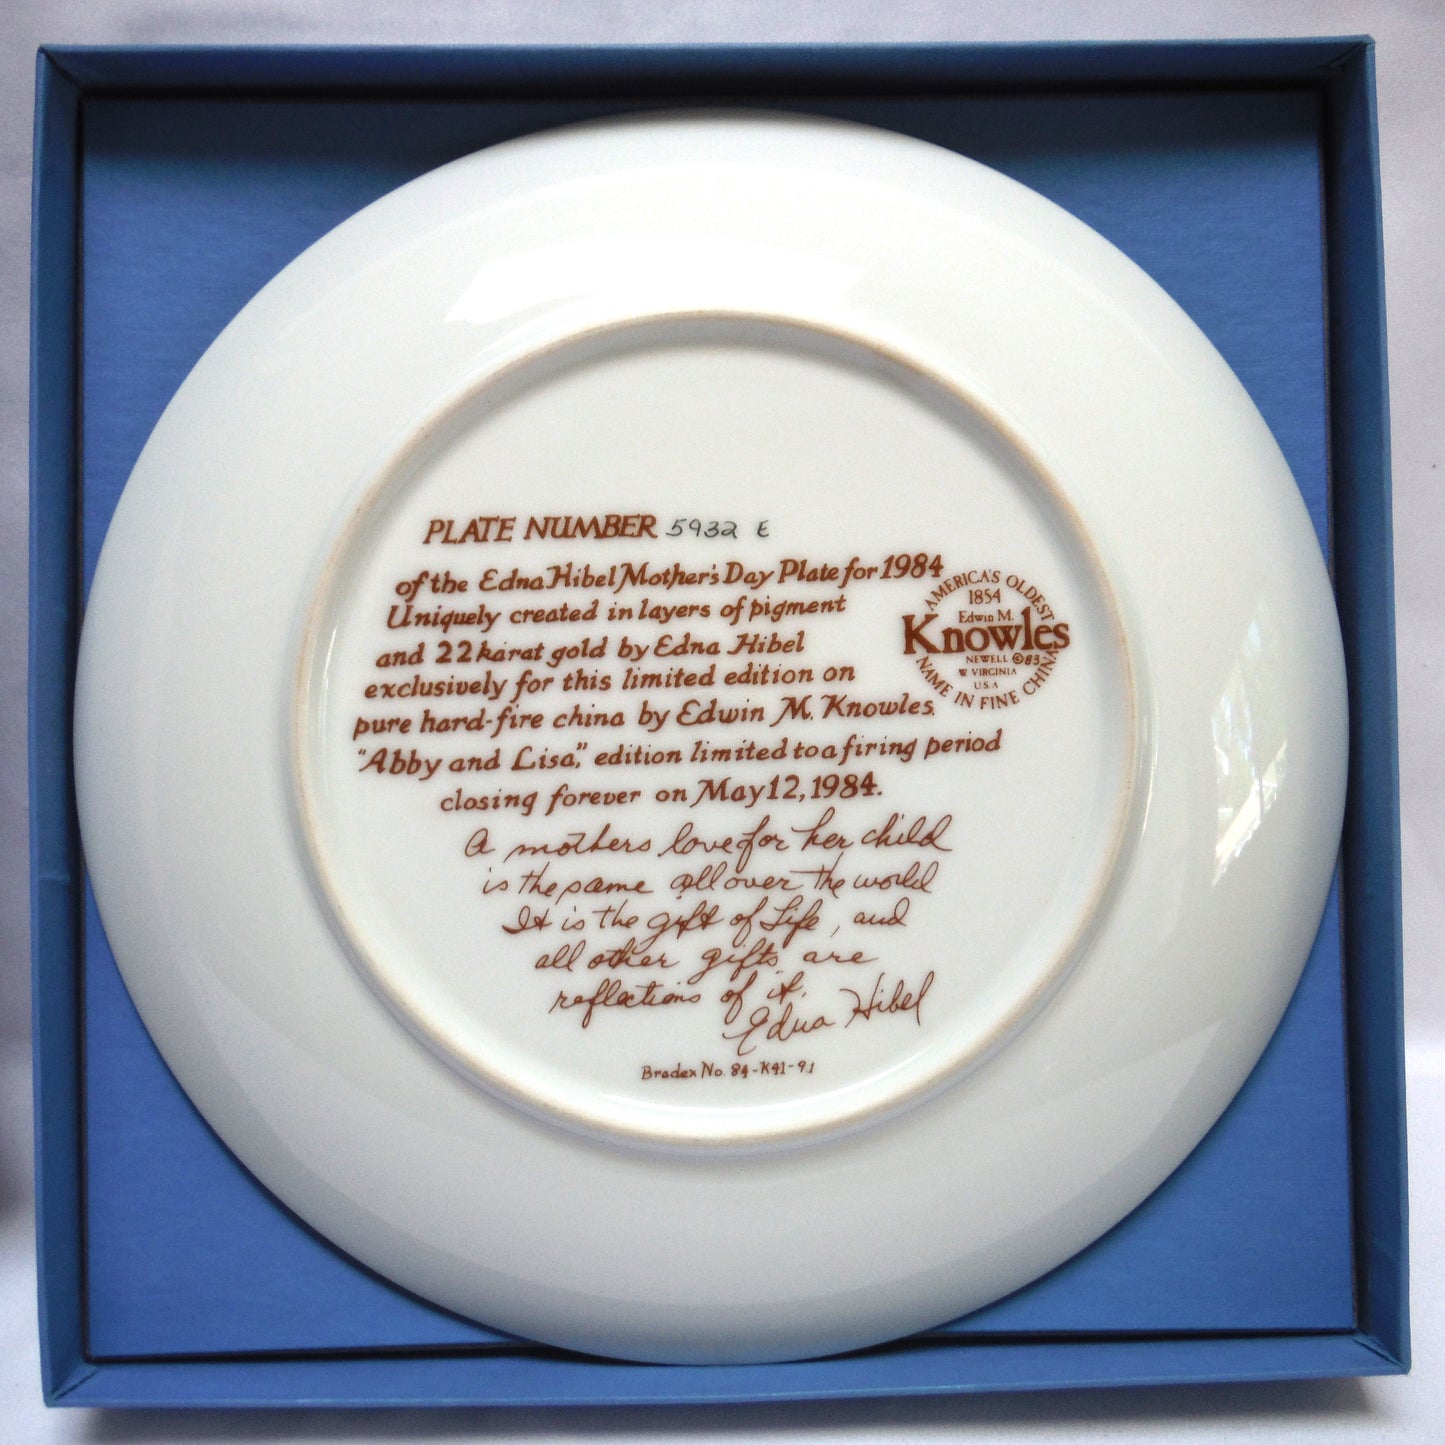 PLATE NUMBER 5932 E
of the Edna Hibel Mother's Day Plate for 1984
Uniquely created in layers of pigment
and 22 karat gold by Edna Hibel
exclusively for this limited edition on
pure hard-fire china by Edwin M. Knowles.
"Abby and Lisa," edition limited to a firing period
closing forever on May 12, 1984.
AMERICA'S OLDEST
1854
Edwin M.
Knowles
NEWELL ©83
W VIRGINIA
U.S.A
NAME IN FINE CHINA
A mothers love for her child
is the same all over the world
It is the gift of Life, and
all other gifts are
reflections of it.
Edna Hibel
Bradex No. 84-K41-9.1